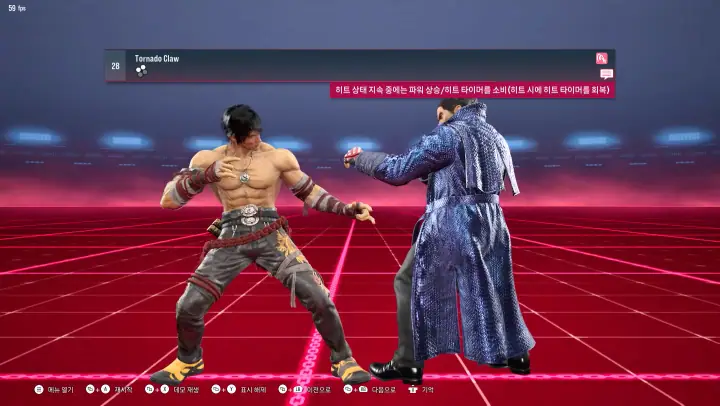 59 fps
28 Tornado Claw
히트 상태 지속 중에는 파워 상승/히트 타이머를 소비(히트 시에 히트 타이머를 회복)
메뉴 열기 + A 재시작 + X 데모 재생 + Y 표시 해제 + LB 이전으로 + RB 다음으로 기억